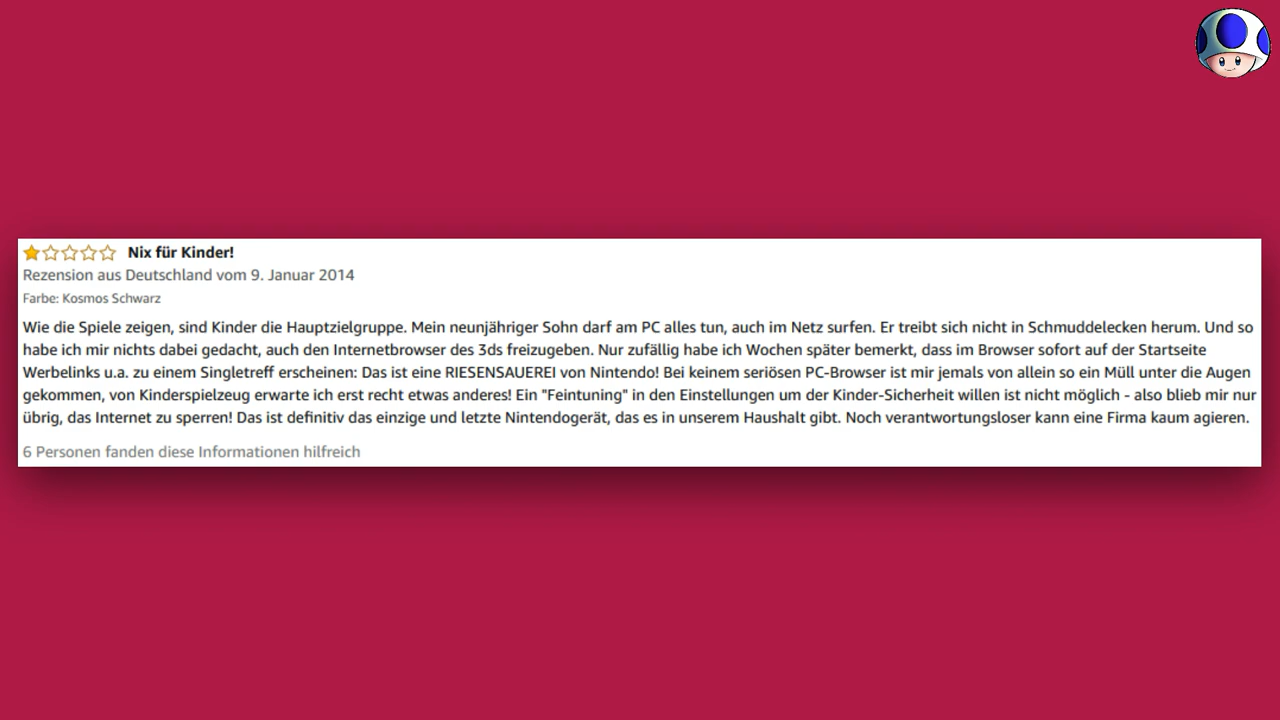 Nix für Kinder!
Rezension aus Deutschland vom 9. Januar 2014
Farbe: Kosmos Schwarz
Wie die Spiele zeigen, sind Kinder die Hauptzielgruppe. Mein neunjähriger Sohn darf am PC alles tun, auch im Netz surfen. Er treibt sich nicht in Schmuddelecken herum. Und so
habe ich mir nichts dabei gedacht, auch den Internetbrowser des 3ds freizugeben. Nur zufällig habe ich Wochen später bemerkt, dass im Browser sofort auf der Startseite
Werbelinks u.a. zu einem Singletreff erscheinen: Das ist eine RIESENSAUEREI von Nintendo! Bei keinem seriösen PC-Browser ist mir jemals von allein so ein Müll unter die Augen
gekommen, von Kinderspielzeug erwarte ich erst recht etwas anderes! Ein "Feintuning" in den Einstellungen um der Kinder-Sicherheit willen ist nicht möglich - also blieb mir nur
übrig, das Internet zu sperren! Das ist definitiv das einzige und letzte Nintendogerät, das es in unserem Haushalt gibt. Noch verantwortungsloser kann eine Firma kaum agieren.
6 Personen fanden diese Informationen hilfreich